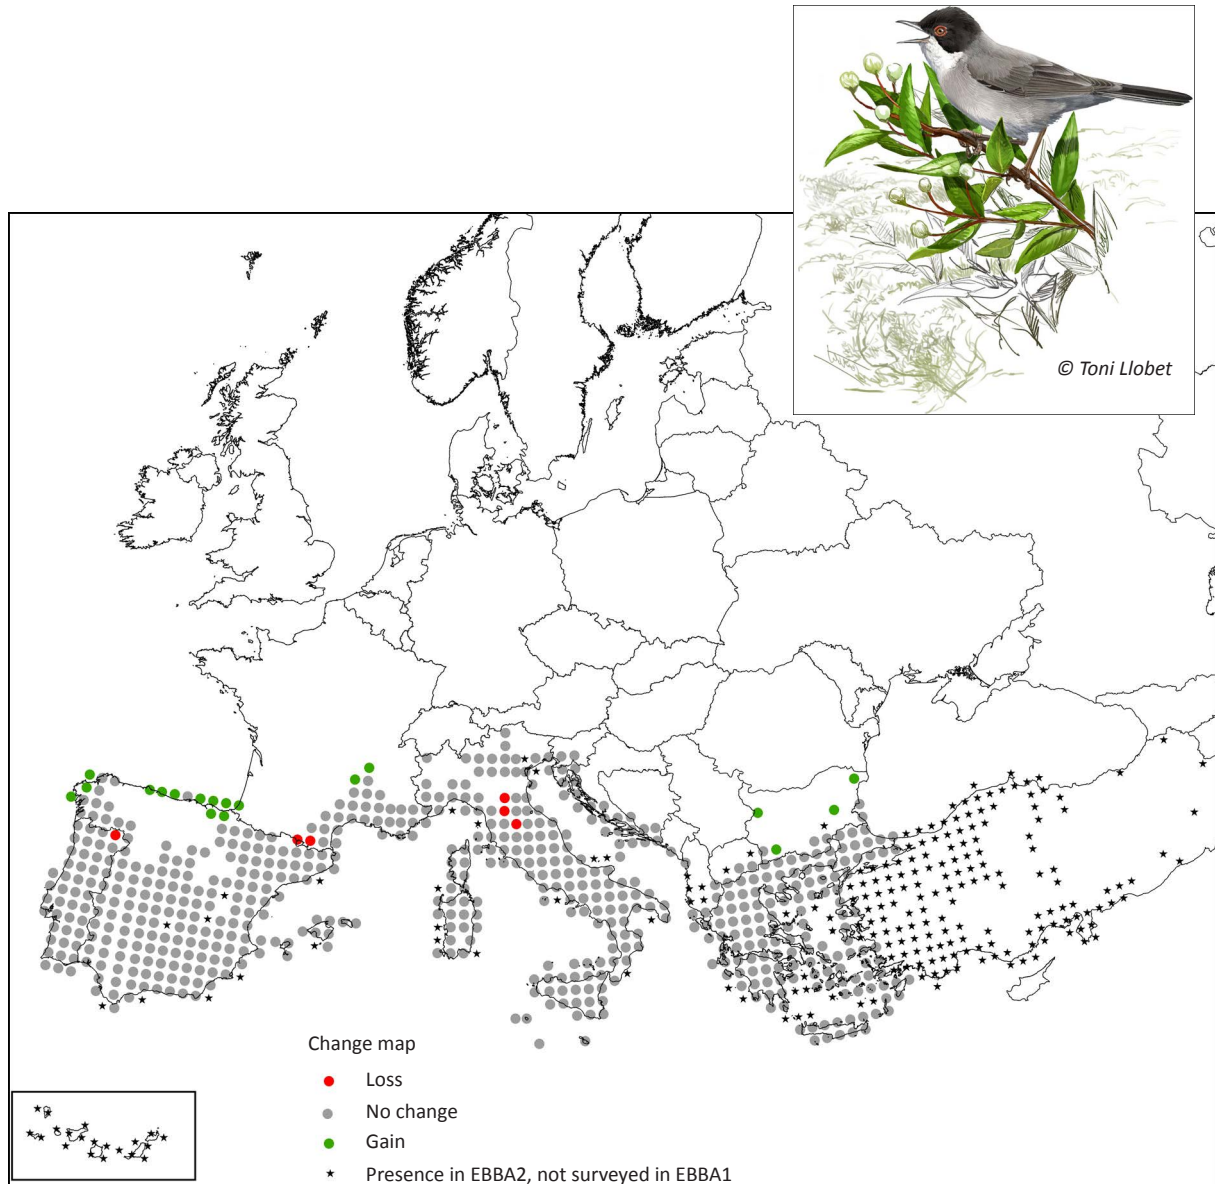 © Toni Llobet
Change map
Loss
No change
Gain
Presence in EBBA2, not surveyed in EBBA1